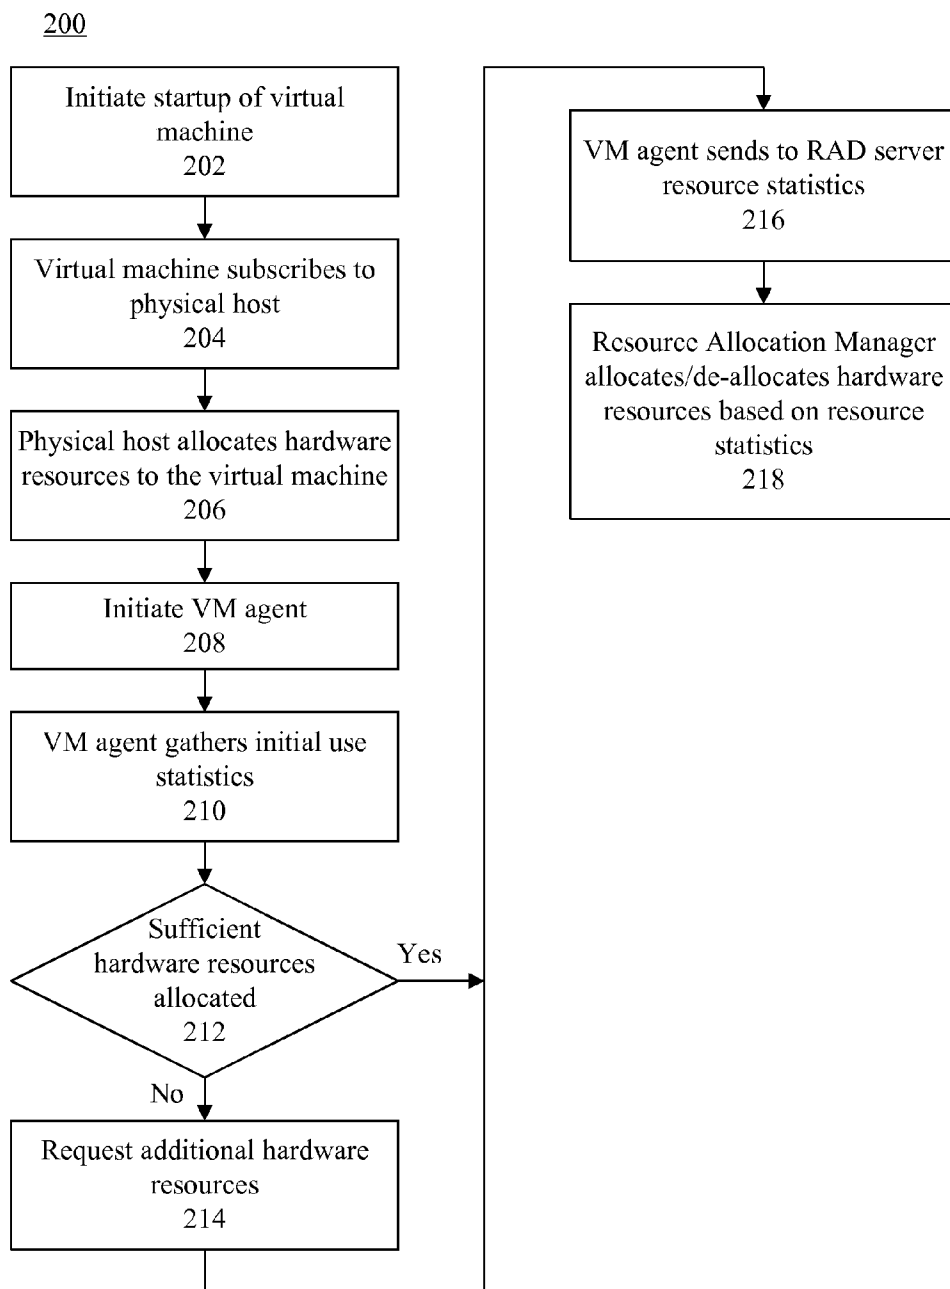 200
Initiate startup of virtual
machine
202
Virtual machine subscribes to
physical host
204
Physical host allocates hardware
resources to the virtual machine
206
Initiate VM agent
208
VM agent gathers initial use
statistics
210
Sufficient
hardware resources
allocated
212
Yes
No
Request additional hardware
resources
214
VM agent sends to RAD server
resource statistics
216
Resource Allocation Manager
allocates/de-allocates hardware
resources based on resource
statistics
218